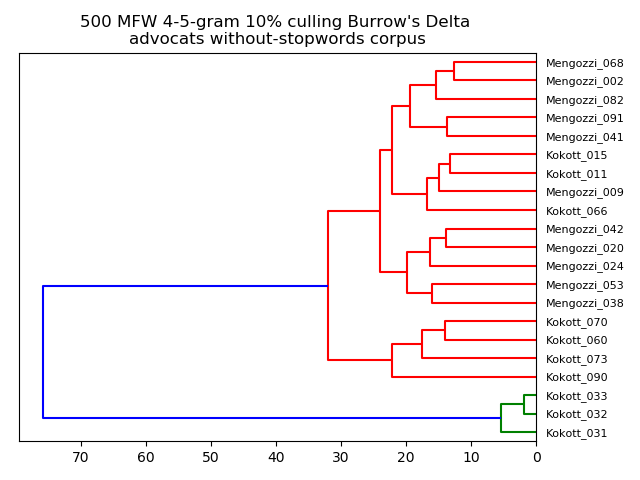 500 MFW 4-5-gram 10% culling Burrow's Delta
advocats without-stopwords corpus
Mengozzi_068
Mengozzi_002
Mengozzi_082
Mengozzi_091
Mengozzi_041
Kokott_015
Kokott_011
Mengozzi_009
Kokott_066
Mengozzi_042
Mengozzi_020
Mengozzi_024
Mengozzi_053
Mengozzi_038
Kokott_070
Kokott_060
Kokott_073
Kokott_090
Kokott_033
Kokott_032
Kokott_031
70 60 50 40 30 20 10 0